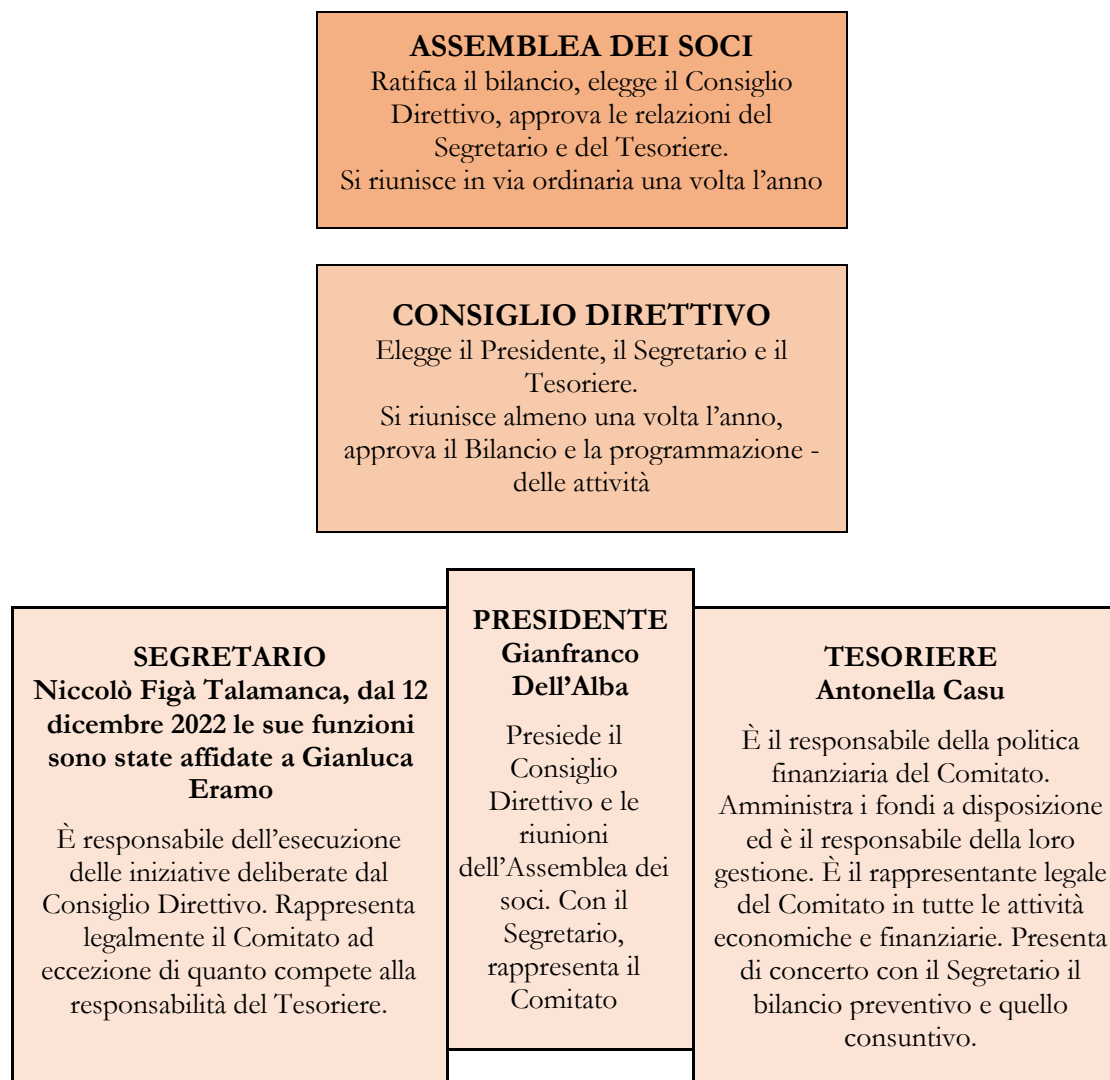 ASSEMBLEA DEI SOCI
Ratifica il bilancio, elegge il Consiglio
Direttivo, approva le relazioni del
Segretario e del Tesoriere.
Si riunisce in via ordinaria una volta l’anno
CONSIGLIO DIRETTIVO
Elegge il Presidente, il Segretario e il
Tesoriere.
Si riunisce almeno una volta l’anno,
approva il Bilancio e la programmazione -
delle attività
SEGRETARIO
Niccolò Figà Talamanca, dal 12
dicembre 2022 le sue funzioni
sono state affidate a Gianluca
Eramo
È responsabile dell’esecuzione
delle iniziative deliberate dal
Consiglio Direttivo. Rappresenta
legalmente il Comitato ad
eccezione di quanto compete alla
responsabilità del Tesoriere.
PRESIDENTE
Gianfranco
Dell’Alba
Presiede il
Consiglio
Direttivo e le
riunioni
dell’Assemblea dei
soci. Con il
Segretario,
rappresenta il
Comitato
TESORIERE
Antonella Casu
È il responsabile della politica
finanziaria del Comitato.
Amministra i fondi a disposizione
ed è il responsabile della loro
gestione. È il rappresentante legale
del Comitato in tutte le attività
economiche e finanziarie. Presenta
di concerto con il Segretario il
bilancio preventivo e quello
consuntivo.